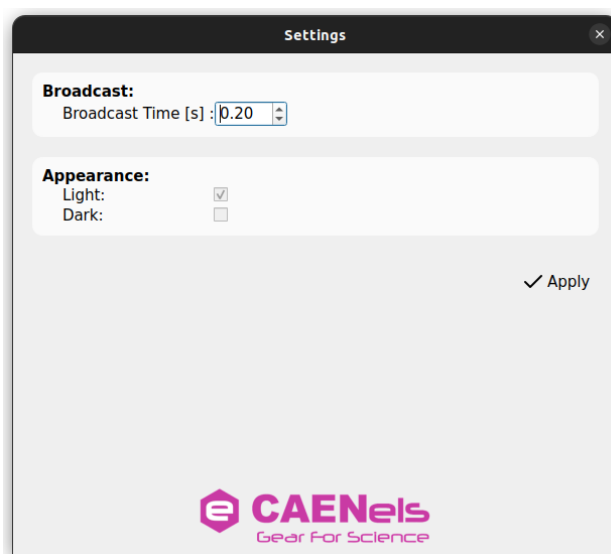 Settings
Broadcast:
Broadcast Time [s] : 0.20
Appearance:
Light:
Dark:
Apply
e CAENels
Gear For Science